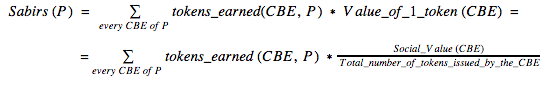 Sabirs (P) = ∑ tokens_earned(CBE, P) * Value_of_1_token (CBE) =
every CBE of P
= ∑ tokens_earned (CBE, P) * Social_Value (CBE) / Total_number_of_tokens_issued_by_the_CBE
every CBE of P